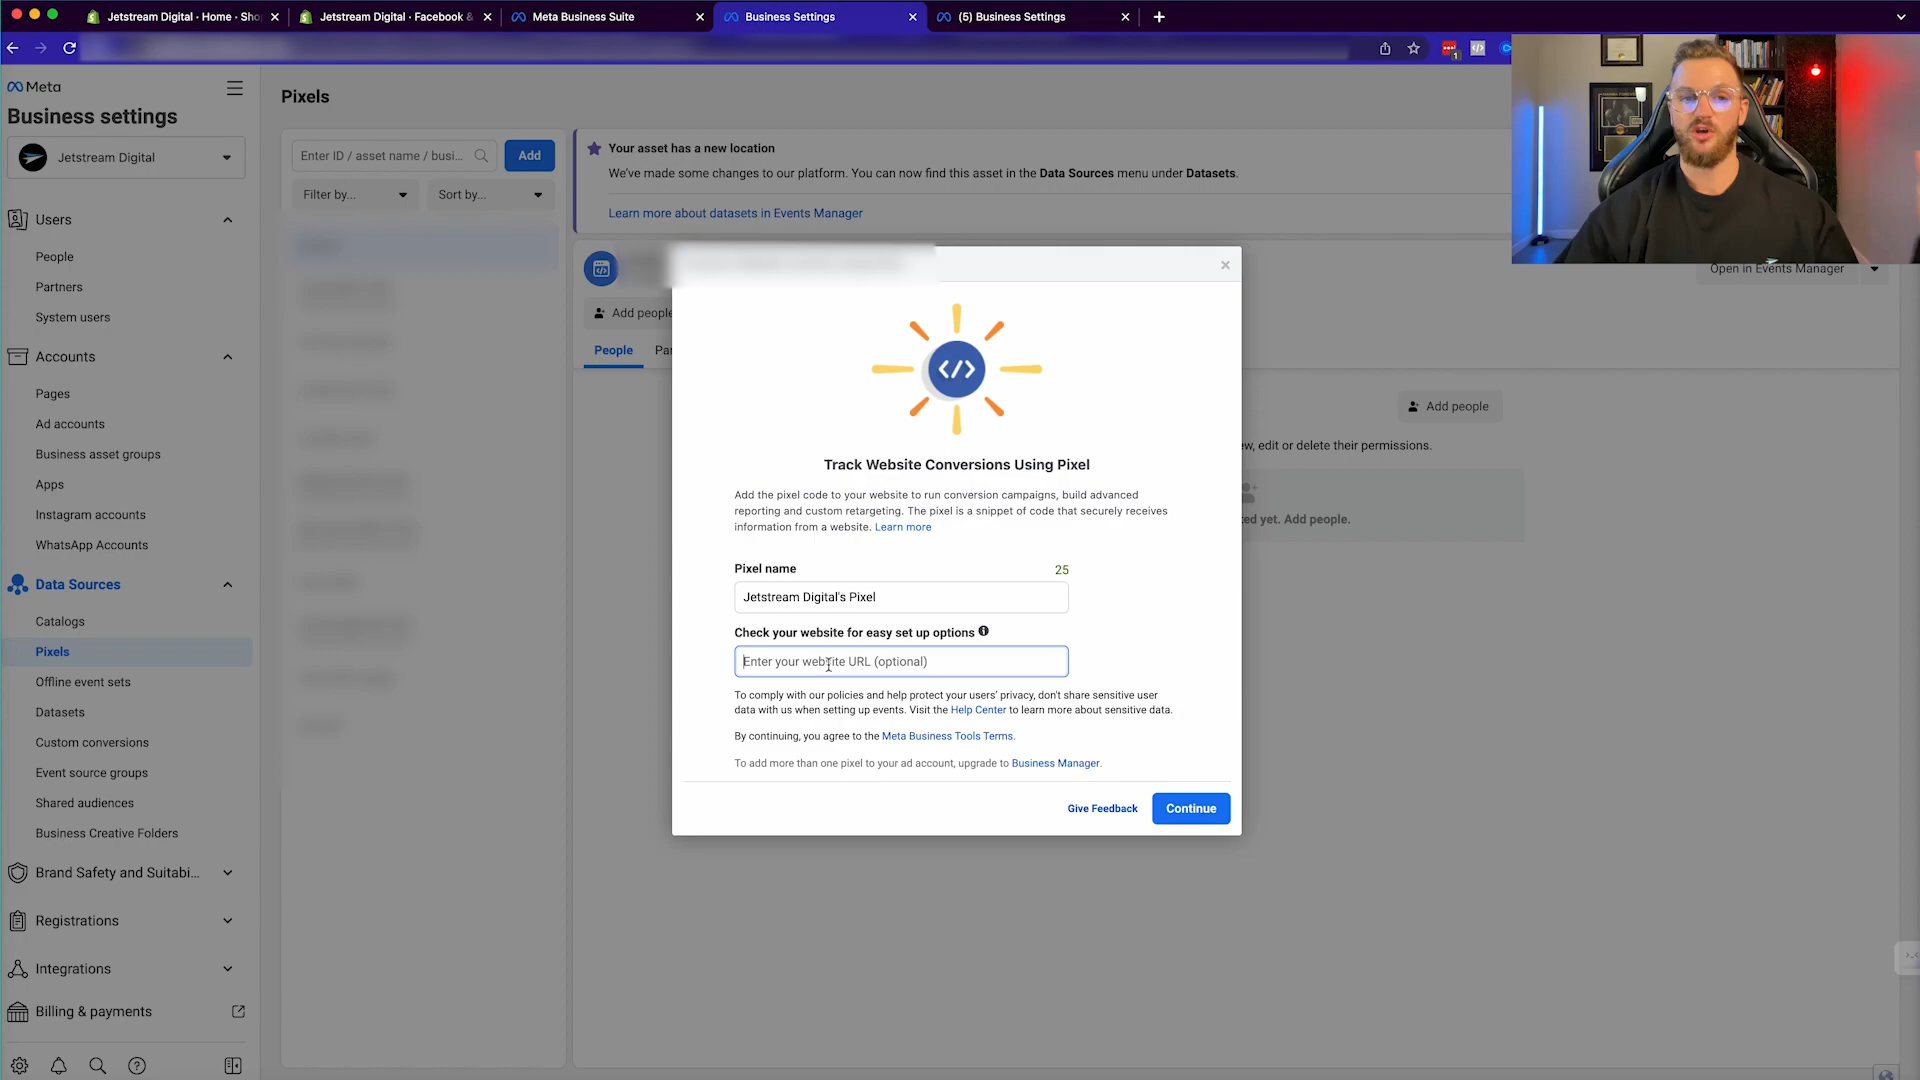 Jetstream Digital · Home · Sho
Jetstream Digital · Facebook &
Meta Business Suite
Business Settings
(5) Business Settings
1
Meta
Business settings
Jetstream Digital
Users
People
Partners
System users
Accounts
Pages
Ad accounts
Business asset groups
Apps
Instagram accounts
WhatsApp Accounts
Data Sources
Catalogs
Pixels
Offline event sets
Datasets
Custom conversions
Event source groups
Shared audiences
Business Creative Folders
Brand Safety and Suitabi...
Registrations
Integrations
Billing & payments
Pixels
Enter ID / asset name / busi...
Add
Filter by...
Sort by...
Your asset has a new location
We've made some changes to our platform. You can now find this asset in the Data Sources menu under Datasets.
Learn more about datasets in Events Manager
Open in Events Manager
Add people
People
Add people
ew, edit or delete their permissions.
ed yet. Add people.
</>
Track Website Conversions Using Pixel
Add the pixel code to your website to run conversion campaigns, build advanced
reporting and custom retargeting. The pixel is a snippet of code that securely receives
information from a website. Learn more
Pixel name
25
Jetstream Digital's Pixel
Check your website for easy set up options
Enter your website URL (optional)
To comply with our policies and help protect your users' privacy, don't share sensitive user
data with us when setting up events. Visit the Help Center to learn more about sensitive data.
By continuing, you agree to the Meta Business Tools Terms.
To add more than one pixel to your ad account, upgrade to Business Manager.
Give Feedback
Continue